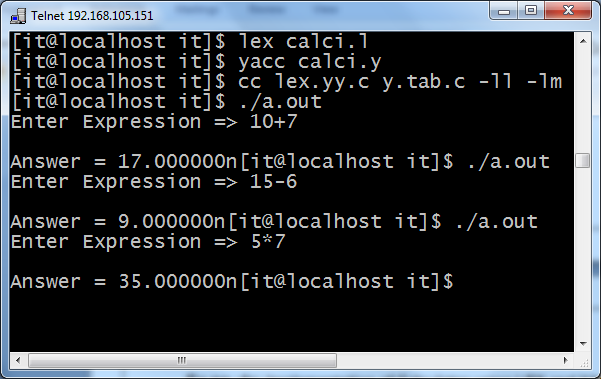 Telnet 192.168.105.151
[it@localhost it]$ lex calci.l
[it@localhost it]$ yacc calci.y
[it@localhost it]$ cc lex.yy.c y.tab.c -ll -lm
[it@localhost it]$ ./a.out
Enter Expression => 10+7
Answer = 17.000000n[it@localhost it]$ ./a.out
Enter Expression => 15-6
Answer = 9.000000n[it@localhost it]$ ./a.out
Enter Expression => 5*7
Answer = 35.000000n[it@localhost it]$